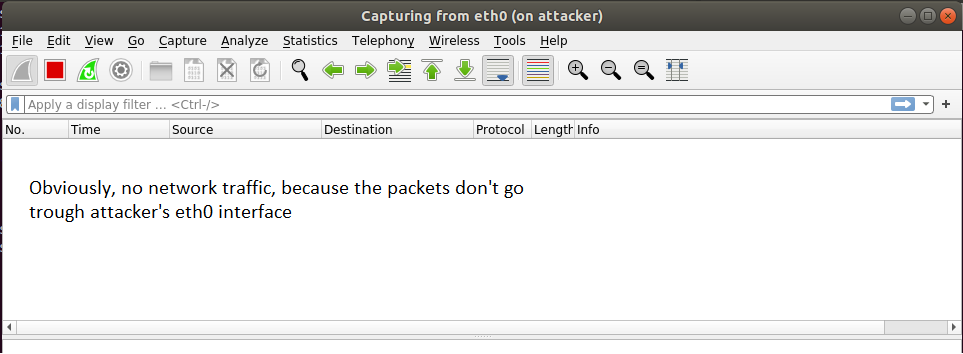 Capturing from eth0 (on attacker)
File Edit View Go Capture Analyze Statistics Telephony Wireless Tools Help
Apply a display filter ... <Ctrl-/>
No. Time Source Destination Protocol Length Info
Obviously, no network traffic, because the packets don't go
trough attacker's eth0 interface